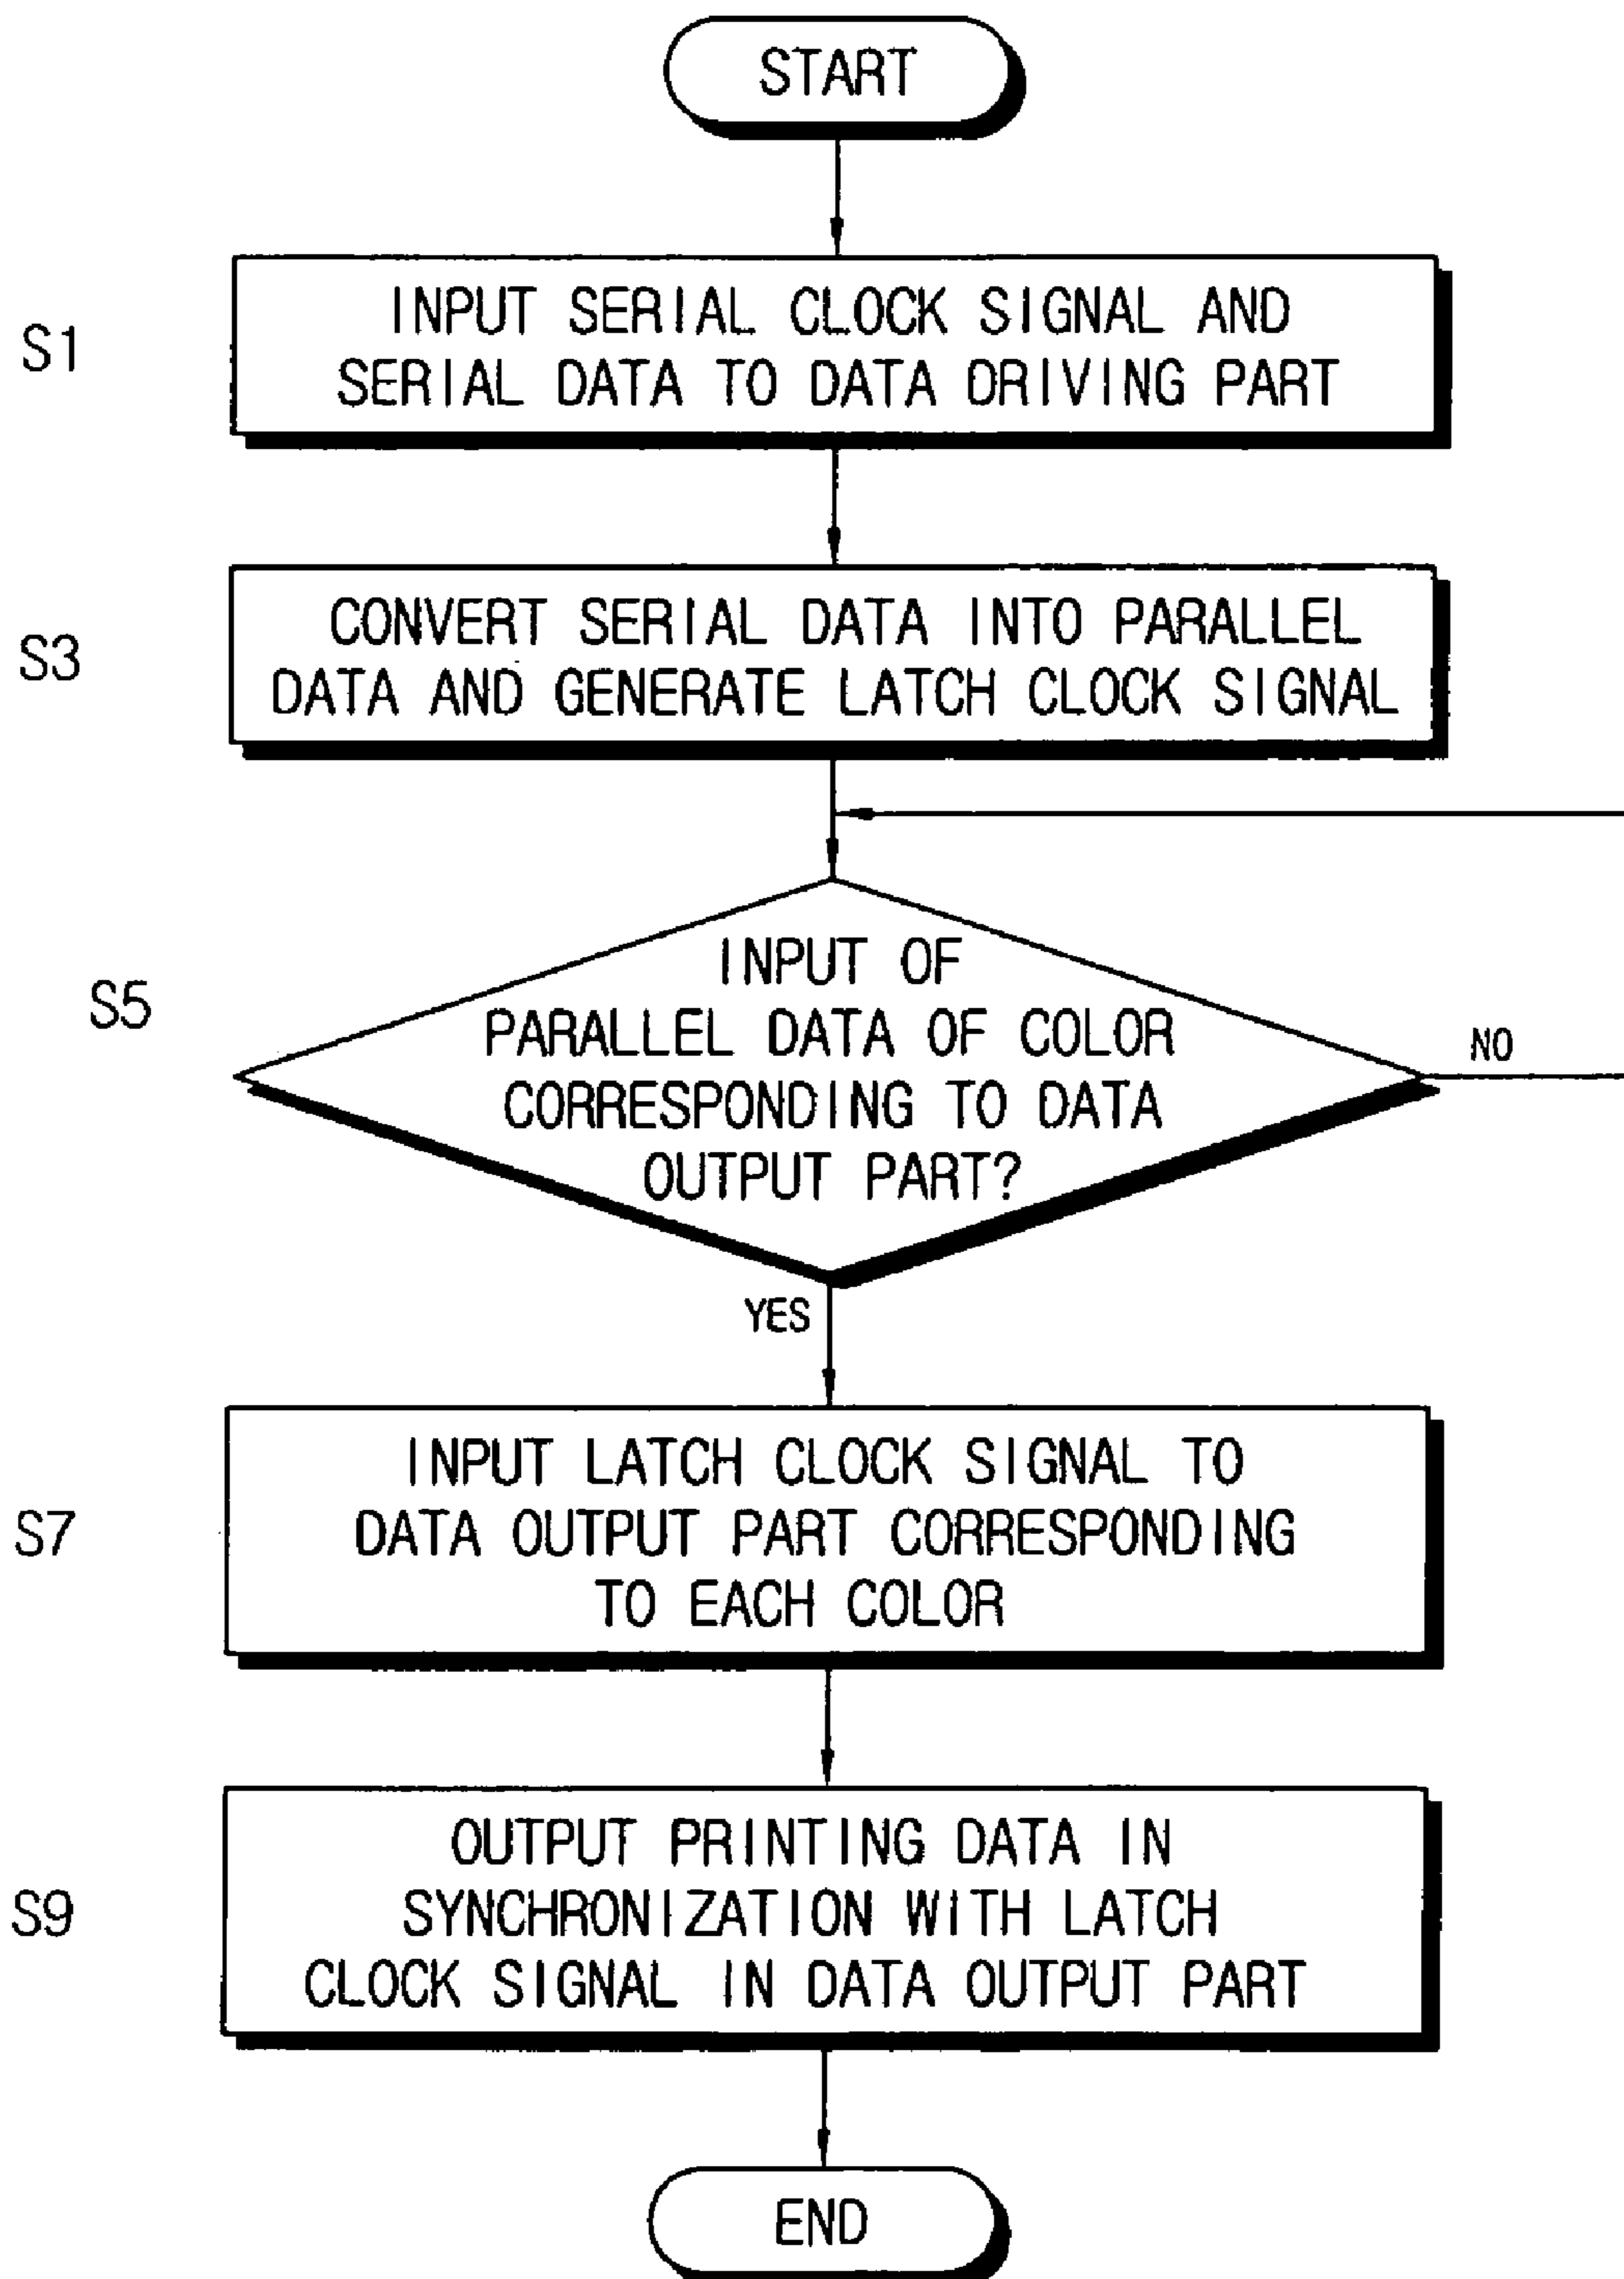 START
S1
INPUT SERIAL CLOCK SIGNAL AND
SERIAL DATA TO DATA DRIVING PART
S3
CONVERT SERIAL DATA INTO PARALLEL
DATA AND GENERATE LATCH CLOCK SIGNAL
S5
INPUT OF
PARALLEL DATA OF COLOR
CORRESPONDING TO DATA
OUTPUT PART?
NO
YES
S7
INPUT LATCH CLOCK SIGNAL TO
DATA OUTPUT PART CORRESPONDING
TO EACH COLOR
S9
OUTPUT PRINTING DATA IN
SYNCHRONIZATION WITH LATCH
CLOCK SIGNAL IN DATA OUTPUT PART
END